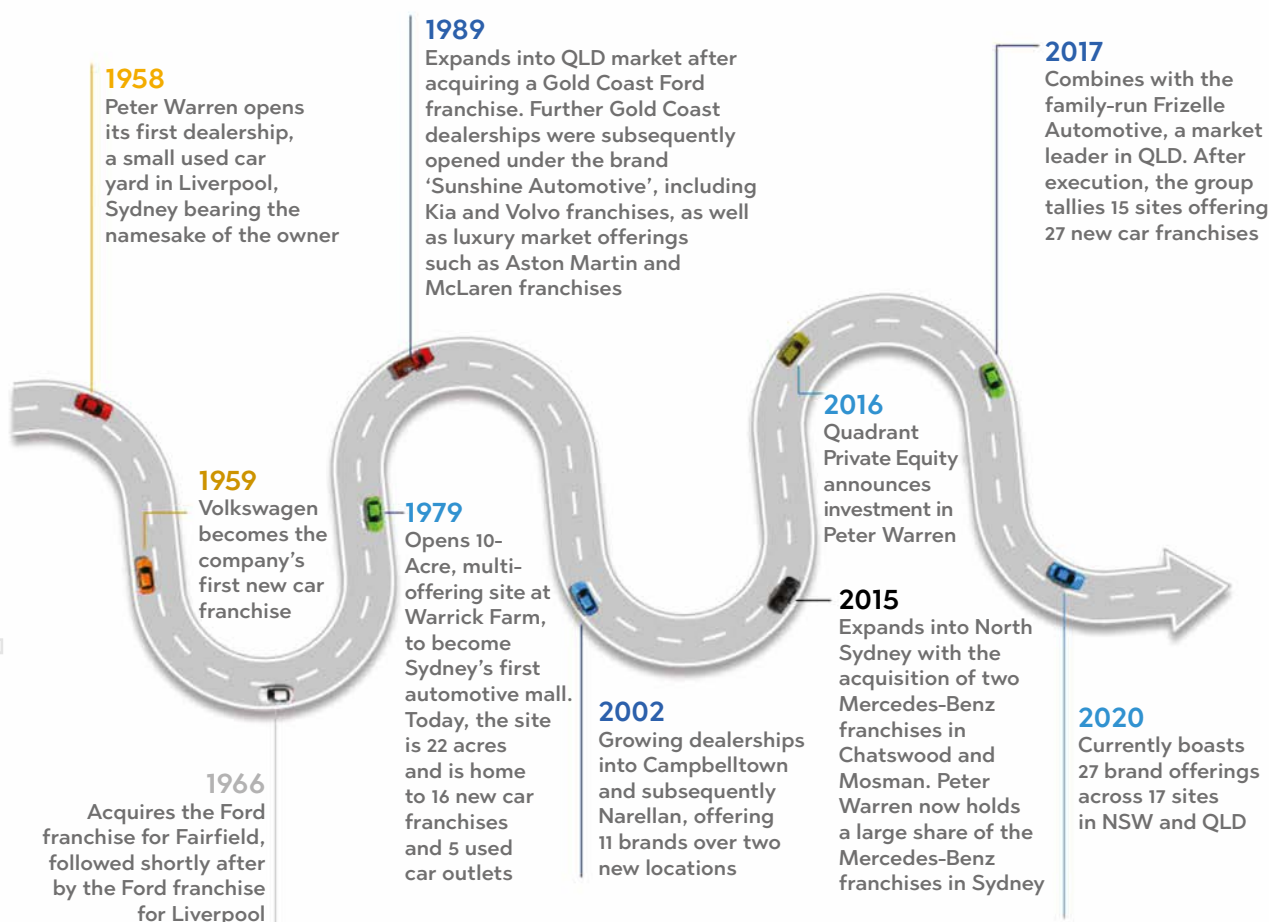 1958
Peter Warren opens
its first dealership,
a small used car
yard in Liverpool,
Sydney bearing the
namesake of the owner
1959
Volkswagen
becomes the
company’s
first new car
franchise
1966
Acquires the Ford
franchise for Fairfield,
followed shortly after
by the Ford franchise
for Liverpool
1979
Opens 10-
Acre, multi-
offering site at
Warrick Farm,
to become
Sydney’s first
automotive mall.
Today, the site
is 22 acres
and is home
to 16 new car
franchises
and 5 used
car outlets
1989
Expands into QLD market after
acquiring a Gold Coast Ford
franchise. Further Gold Coast
dealerships were subsequently
opened under the brand
‘Sunshine Automotive’, including
Kia and Volvo franchises, as well
as luxury market offerings
such as Aston Martin and
McLaren franchises
2002
Growing dealerships
into Campbelltown
and subsequently
Narellan, offering
11 brands over two
new locations
2015
Expands into North
Sydney with the
acquisition of two
Mercedes-Benz
franchises in
Chatswood and
Mosman. Peter
Warren now holds
a large share of the
Mercedes-Benz
franchises in Sydney
2016
Quadrant
Private Equity
announces
investment in
Peter Warren
2017
Combines with the
family-run Frizelle
Automotive, a market
leader in QLD. After
execution, the group
tallies 15 sites offering
27 new car franchises
2020
Currently boasts
27 brand offerings
across 17 sites
in NSW and QLD